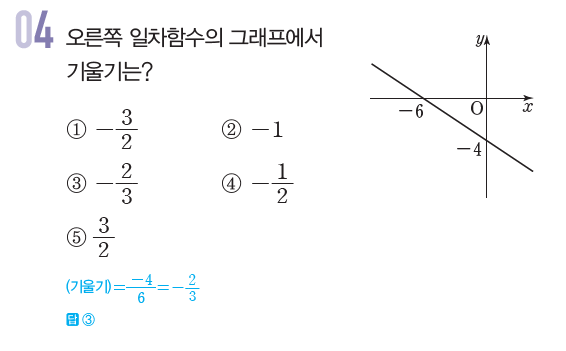 04 오른쪽 일차함수의 그래프에서
기울기는?
① -3/2 ② -1
③ -2/3 ④ -1/2
⑤ 3/2
(기울기)=-4/6=-2/3
답 ③
y
-6 O x
-4